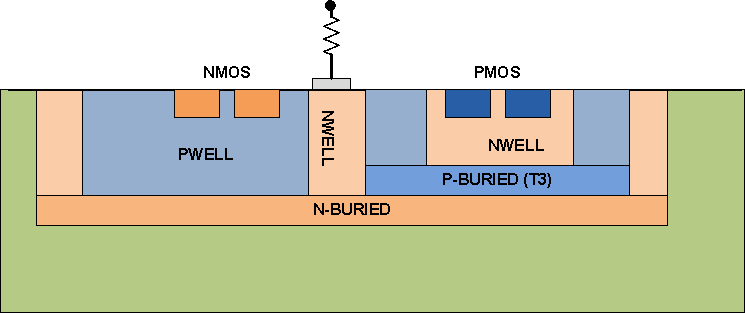 NMOS
PMOS
PWELL
NWELL
NWELL
P-BURIED (T3)
N-BURIED